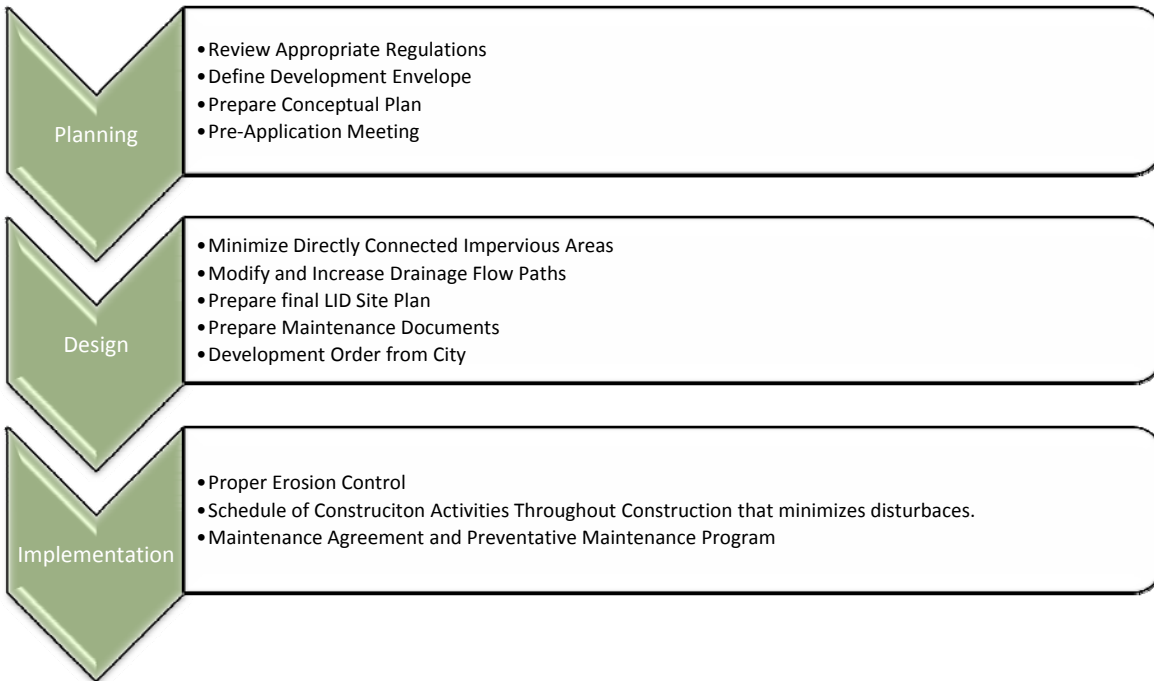 Planning
•Review Appropriate Regulations
•Define Development Envelope
•Prepare Conceptual Plan
•Pre-Application Meeting
Design
•Minimize Directly Connected Impervious Areas
•Modify and Increase Drainage Flow Paths
•Prepare final LID Site Plan
•Prepare Maintenance Documents
•Development Order from City
Implementation
•Proper Erosion Control
•Schedule of Construciton Activities Throughout Construction that minimizes disturbaces.
•Maintenance Agreement and Preventative Maintenance Program